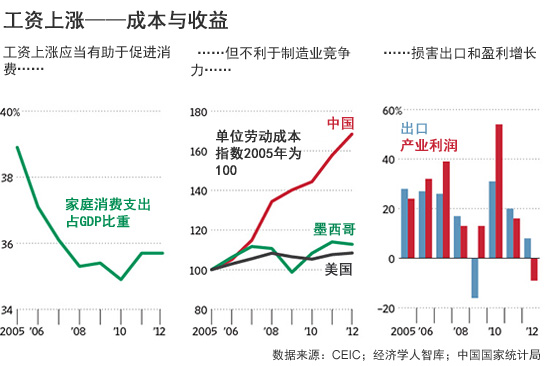 工资上涨——成本与收益
工资上涨应当有助于促进消
费……
40%
38
36
34
家庭消费支出
占GDP比重
2005 '06 '08 '10 '12
……但不利于制造业竞争
力……
180
160
140
120
100
80
单位劳动成本
指数2005年为
100
中国
墨西哥
美国
2005 '06 '08 '10 '12
……损害出口和盈利增长
60%
40
20
0
-20
出口
产业利润
2005 '06 '08 '10 '12
数据来源：CEIC；经济学人智库；中国国家统计局